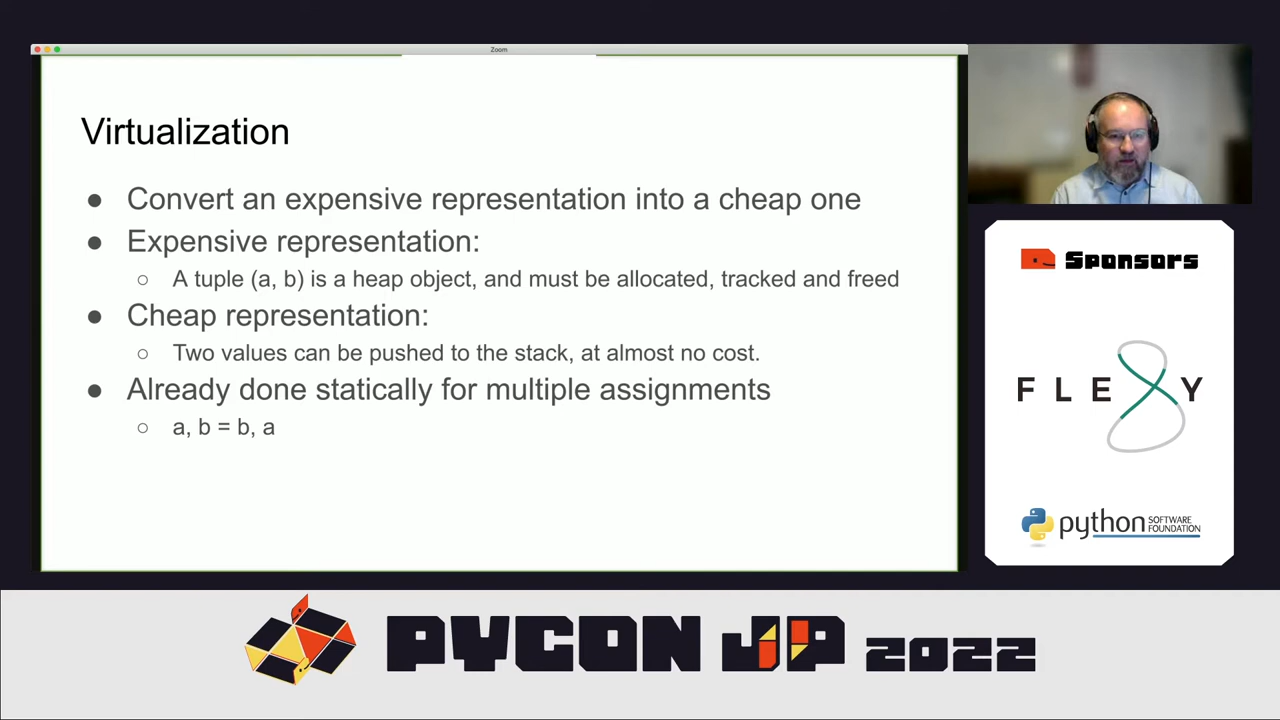 Zoom
Virtualization
● Convert an expensive representation into a cheap one
● Expensive representation:
○ A tuple (a, b) is a heap object, and must be allocated, tracked and freed
● Cheap representation:
○ Two values can be pushed to the stack, at almost no cost.
● Already done statically for multiple assignments
○ a, b = b, a
Sponsors
FLEXY
python SOFTWARE FOUNDATION
PYCON JP 2022